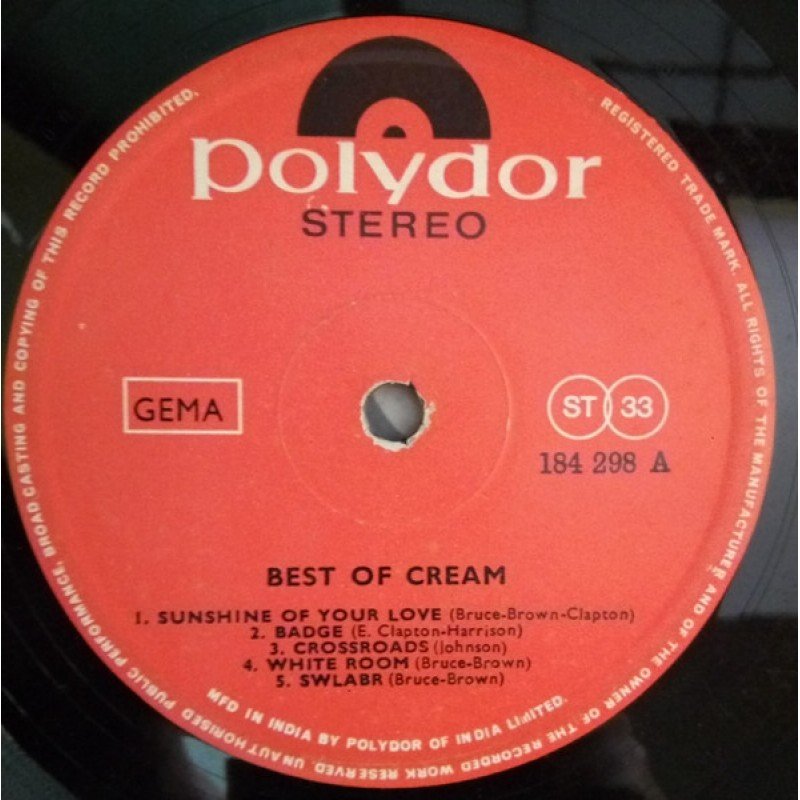 polydor
STEREO
GEMA
ST 33
184 298 A
BEST OF CREAM
1. SUNSHINE OF YOUR LOVE (Bruce-Brown-Clapton)
2. BADGE (E. Clapton-Harrison)
3. CROSSROADS (Johnson)
4. WHITE ROOM (Bruce-Brown)
5. SWLABR (Bruce-Brown)
MFD IN INDIA BY POLYDOR OF INDIA LIMITED.
REGISTERED TRADE MARK. ALL RIGHTS OF THE MANUFACTURER AND OF THE OWNER OF THE RECORDED WORK RESERVED. UNAUTHORISED PUBLIC PERFORMANCE, BROADCASTING AND COPYING OF THIS RECORD PROHIBITED.